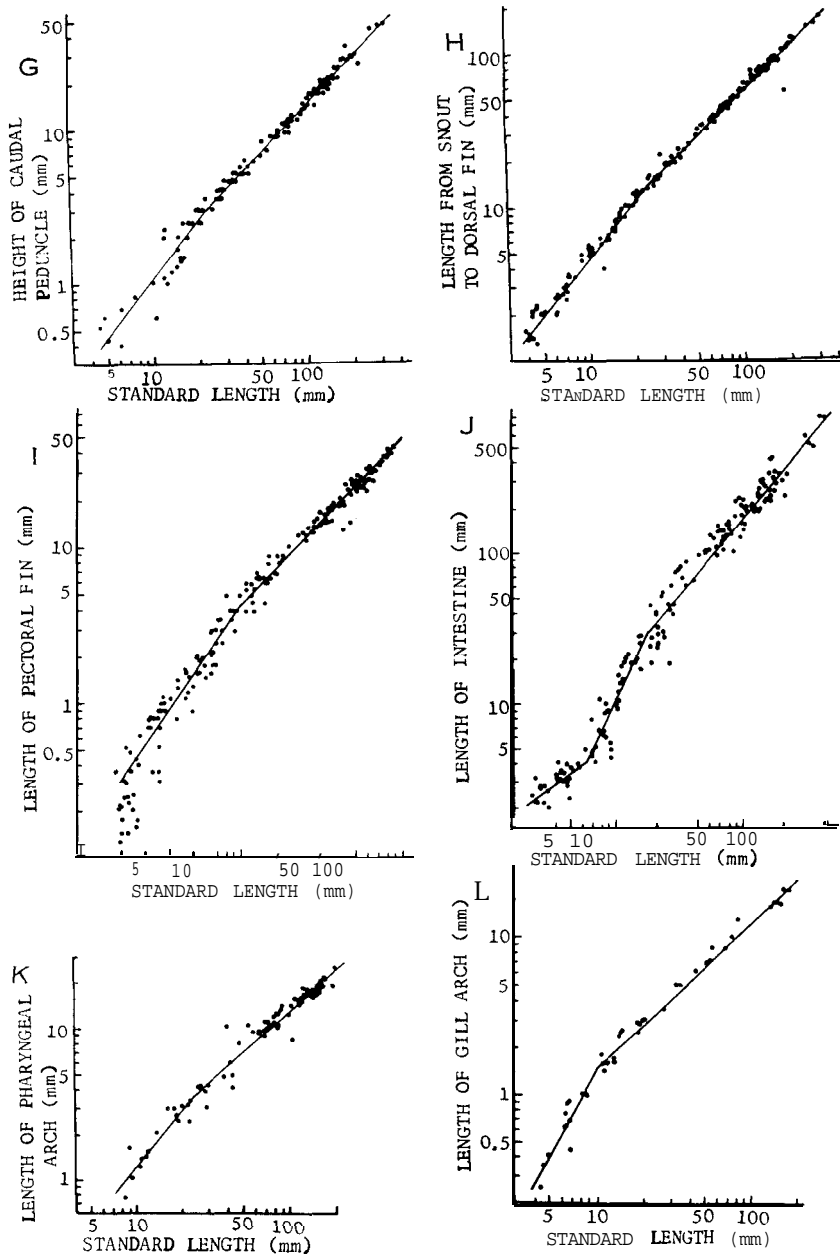 G
50
10
5
1
0.5
HEIGHT OF CAUDAL
PEDUNCLE (mm)
5 10 50 100
STANDARD LENGTH (mm)
H
100
50
10
5
LENGTH FROM SNOUT
TO DORSAL FIN (mm)
5 10 50 100
STANDARD LENGTH (mm)
I
50
10
5
1
0.5
LENGTH OF PECTORAL FIN (mm)
5 10 50 100
STANDARD LENGTH (mm)
J
500
100
50
10
5
LENGTH OF INTESTINE (mm)
5 10 50 100
STANDARD LENGTH (mm)
K
10
5
1
LENGTH OF PHARYNGEAL
ARCH (mm)
5 10 50 100
STANDARD LENGTH (mm)
L
10
5
1
0.5
LENGTH OF GILL ARCH (mm)
5 10 50 100
STANDARD LENGTH (mm)